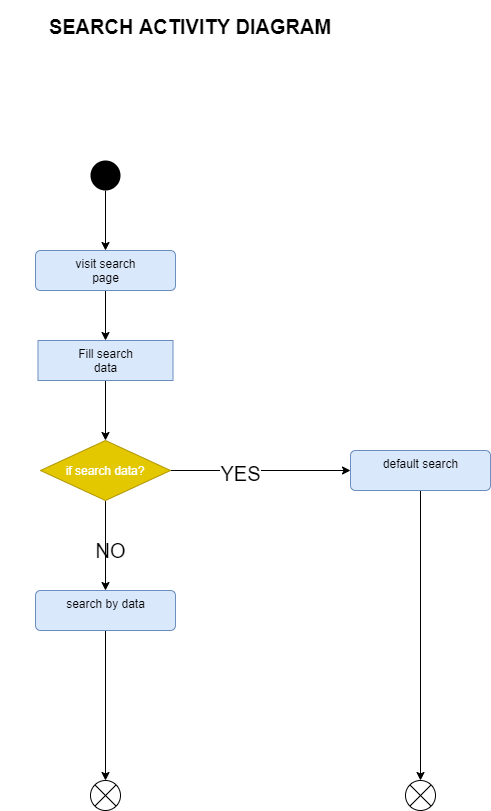 SEARCH ACTIVITY DIAGRAM
visit search
page
Fill search
data
if search data?
YES
default search
NO
search by data